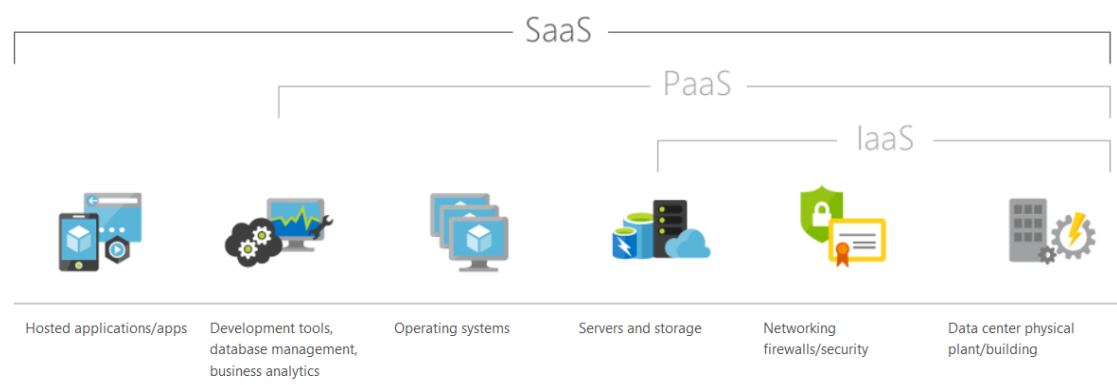 SaaS
PaaS
IaaS
Hosted applications/apps
Development tools,
database management,
business analytics
Operating systems
Servers and storage
Networking
firewalls/security
Data center physical
plant/building